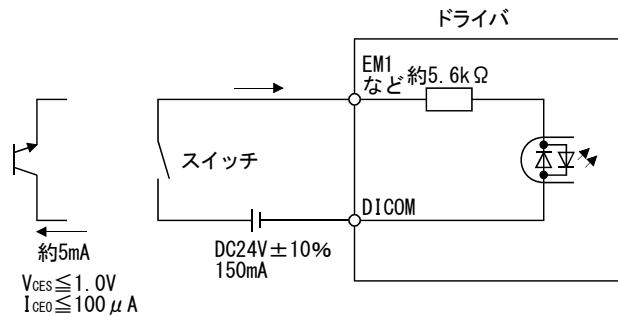 ドライバ
EM1
など
約5.6kΩ
スイッチ
DICOM
約5mA
DC24V±10%
150mA
VCES≦1.0V
ICEO≦100μA